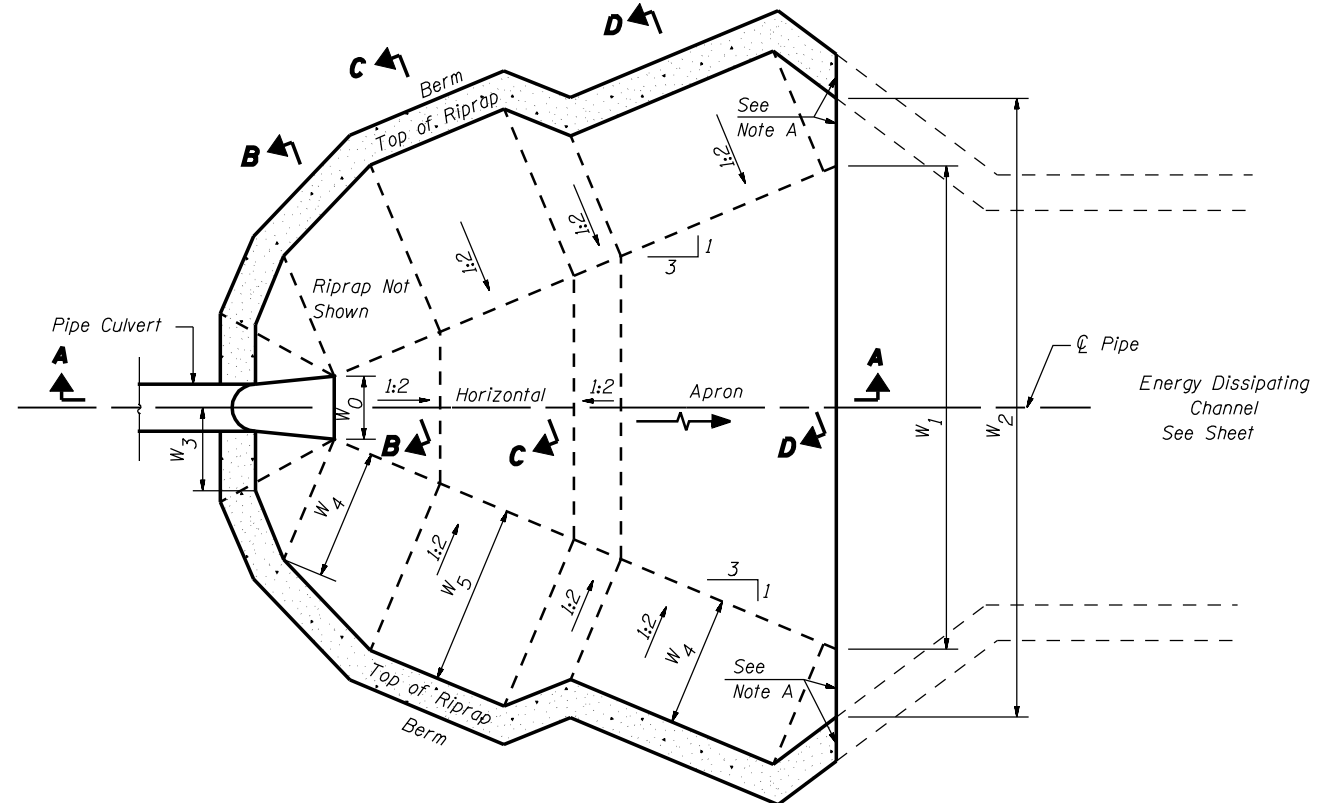 D
C
Berm
Top of Riprap
B
See
Note A
1:2
1:2
1:2
1
3
Riprap Not
Shown
Pipe Culvert
A
A
℄ Pipe
1:2
Horizontal
1:2
Apron
Energy Dissipating
Channel
See Sheet
W0
W3
B
C
D
W1
W2
W4
1:2
W5
1:2
1:2
3
1
W4
See
Note A
Top of Riprap
Berm